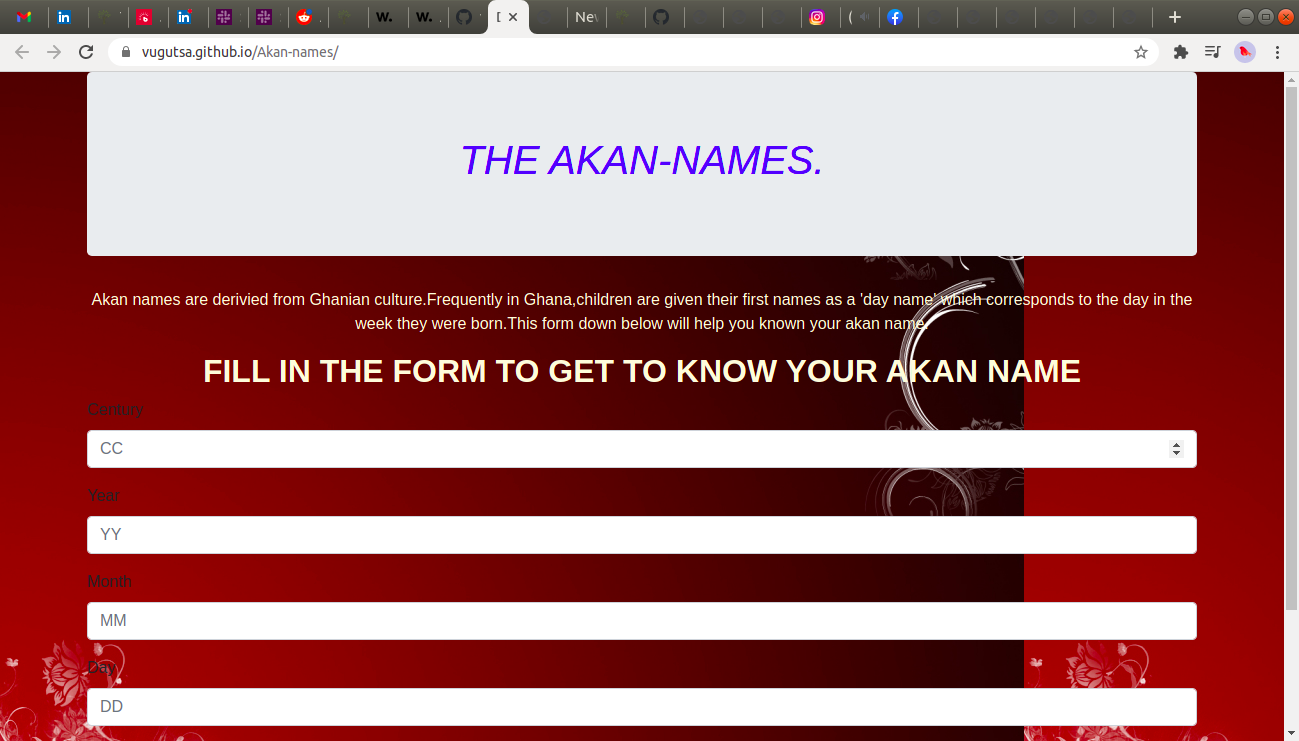 W.
W.
[
New
(
vugutsa.github.io/Akan-names/
THE AKAN-NAMES.
Akan names are derivied from Ghanian culture.Frequently in Ghana,children are given their first names as a 'day name' which corresponds to the day in the
week they were born.This form down below will help you known your akan name.
FILL IN THE FORM TO GET TO KNOW YOUR AKAN NAME
Century
CC
Year
YY
Month
MM
Day
DD